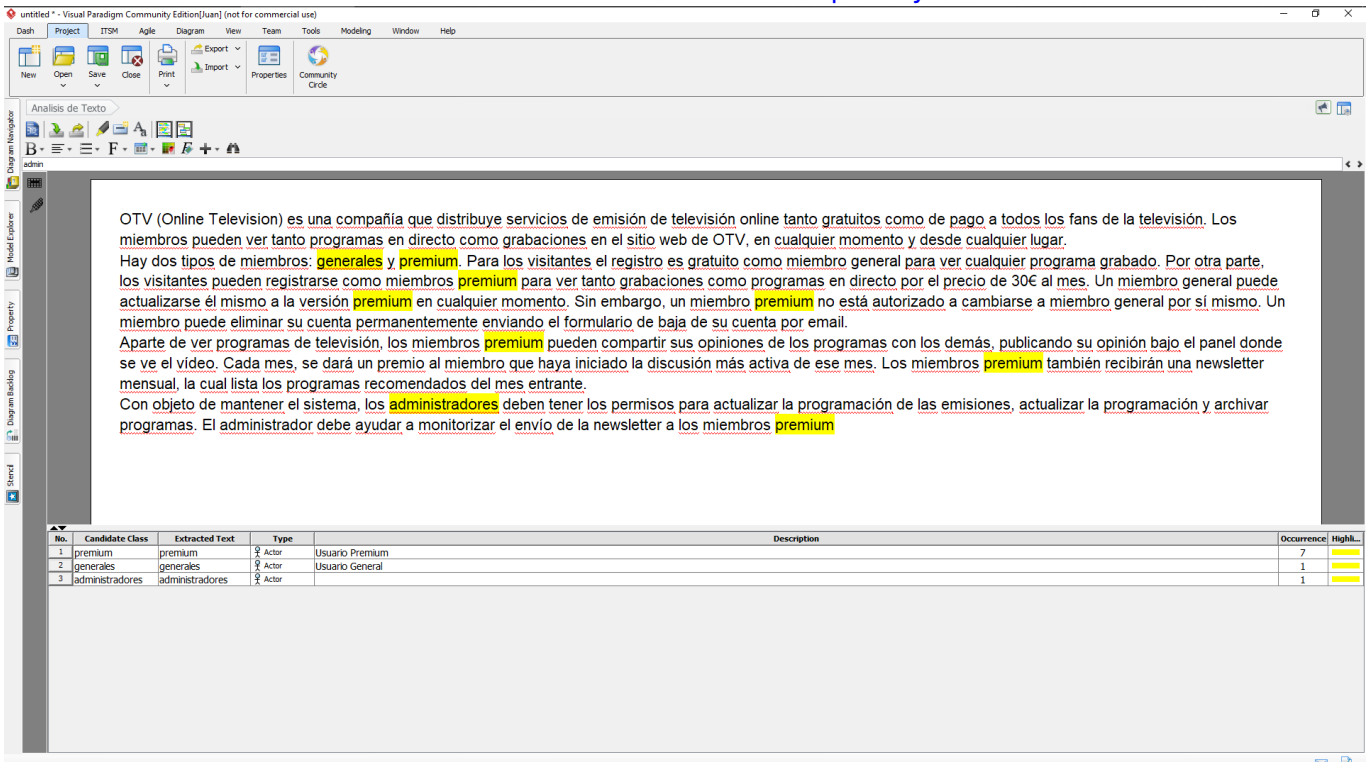 untitled * - Visual Paradigm Community Edition[Juan] (not for commercial use)
Dash Project ITSM Agile Diagram View Team Tools Modeling Window Help
New Open Save Close Print Export Import Properties Community Circle
Analisis de Texto
admin
Diagram Navigator
Model Explorer
Property
Diagram Backlog
Stencil
OTV (Online Television) es una compañía que distribuye servicios de emisión de televisión online tanto gratuitos como de pago a todos los fans de la televisión. Los
miembros pueden ver tanto programas en directo como grabaciones en el sitio web de OTV, en cualquier momento y desde cualquier lugar.
Hay dos tipos de miembros: generales y premium. Para los visitantes el registro es gratuito como miembro general para ver cualquier programa grabado. Por otra parte,
los visitantes pueden registrarse como miembros premium para ver tanto grabaciones como programas en directo por el precio de 30€ al mes. Un miembro general puede
actualizarse él mismo a la versión premium en cualquier momento. Sin embargo, un miembro premium no está autorizado a cambiarse a miembro general por sí mismo. Un
miembro puede eliminar su cuenta permanentemente enviando el formulario de baja de su cuenta por email.
Aparte de ver programas de televisión, los miembros premium pueden compartir sus opiniones de los programas con los demás, publicando su opinión bajo el panel donde
se ve el vídeo. Cada mes, se dará un premio al miembro que haya iniciado la discusión más activa de ese mes. Los miembros premium también recibirán una newsletter
mensual, la cual lista los programas recomendados del mes entrante.
Con objeto de mantener el sistema, los administradores deben tener los permisos para actualizar la programación de las emisiones, actualizar la programación y archivar
programas. El administrador debe ayudar a monitorizar el envío de la newsletter a los miembros premium
No. Candidate Class Extracted Text Type Description Occurrence Highli...
1 premium premium Actor Usuario Premium 7
2 generales generales Actor Usuario General 1
3 administradores administradores Actor 1